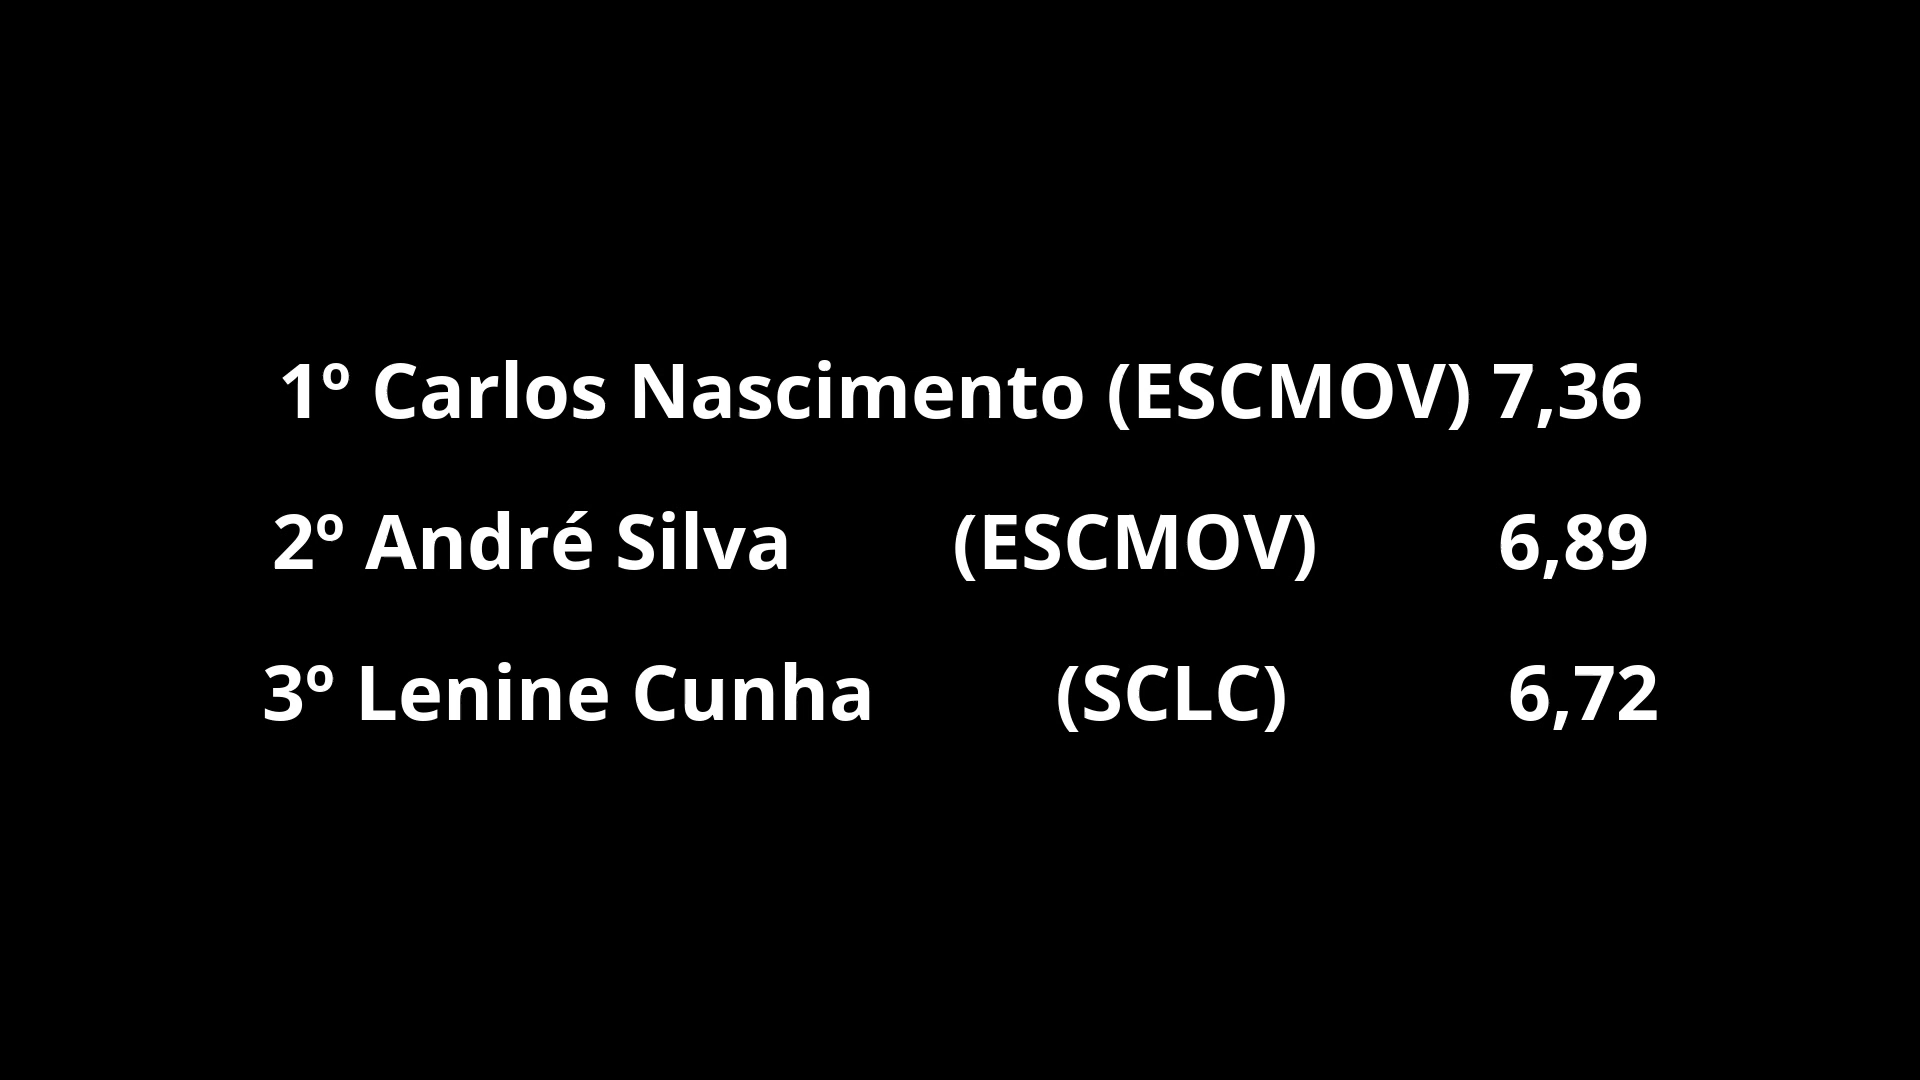 1º Carlos Nascimento (ESCMOV) 7,36
2º André Silva (ESCMOV) 6,89
3º Lenine Cunha (SCLC) 6,72